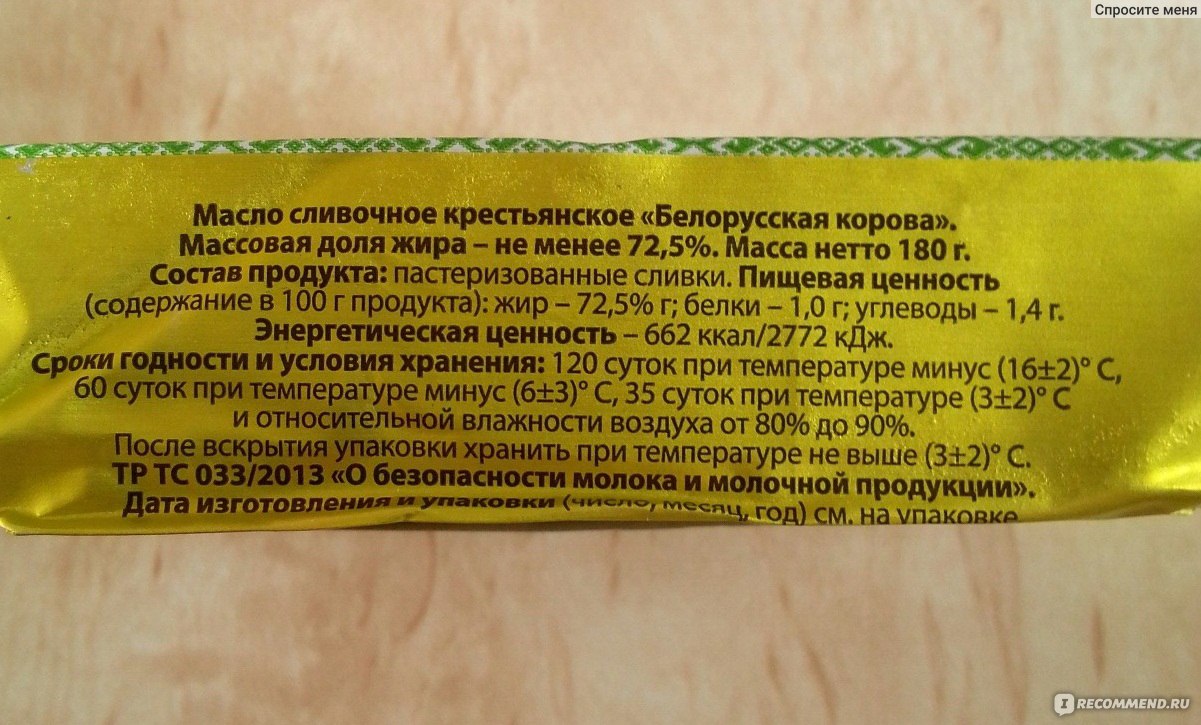 Спросите меня
Масло сливочное крестьянское «Белорусская корова».
Массовая доля жира – не менее 72,5%. Масса нетто 180 г.
Состав продукта: пастеризованные сливки. Пищевая ценность
(содержание в 100 г продукта): жир – 72,5% г; белки – 1,0 г; углеводы – 1,4 г.
Энергетическая ценность – 662 ккал/2772 кДж.
Сроки годности и условия хранения: 120 суток при температуре минус (16±2)° С,
60 суток при температуре минус (6±3)° С, 35 суток при температуре (3±2)° С
и относительной влажности воздуха от 80% до 90%.
После вскрытия упаковки хранить при температуре не выше (3±2)° С.
ТР ТС 033/2013 «О безопасности молока и молочной продукции».
Дата изготовления и упаковки (число, месяц, год) см. на упаковке
IRECOMMEND.RU